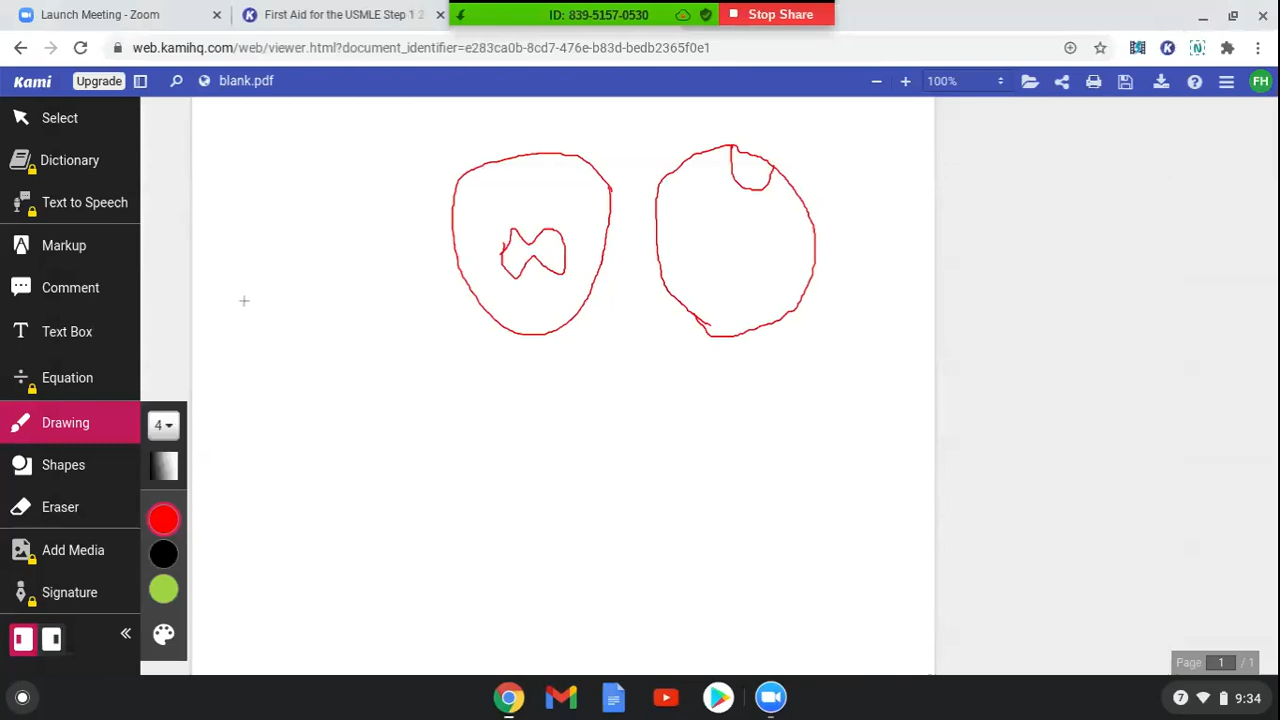 Launch Meeting - Zoom
First Aid for the USMLE Step 1 2
ID: 839-5157-0530
Stop Share
web.kamihq.com/web/viewer.html?document_identifier=e283ca0b-8cd7-476e-b83d-bedb2365f0e1
Kami
Upgrade
blank.pdf
100%
FH
Select
Dictionary
Text to Speech
Markup
Comment
Text Box
Equation
Drawing
4
Shapes
Eraser
Add Media
Signature
Page 1 / 1
7
9:34